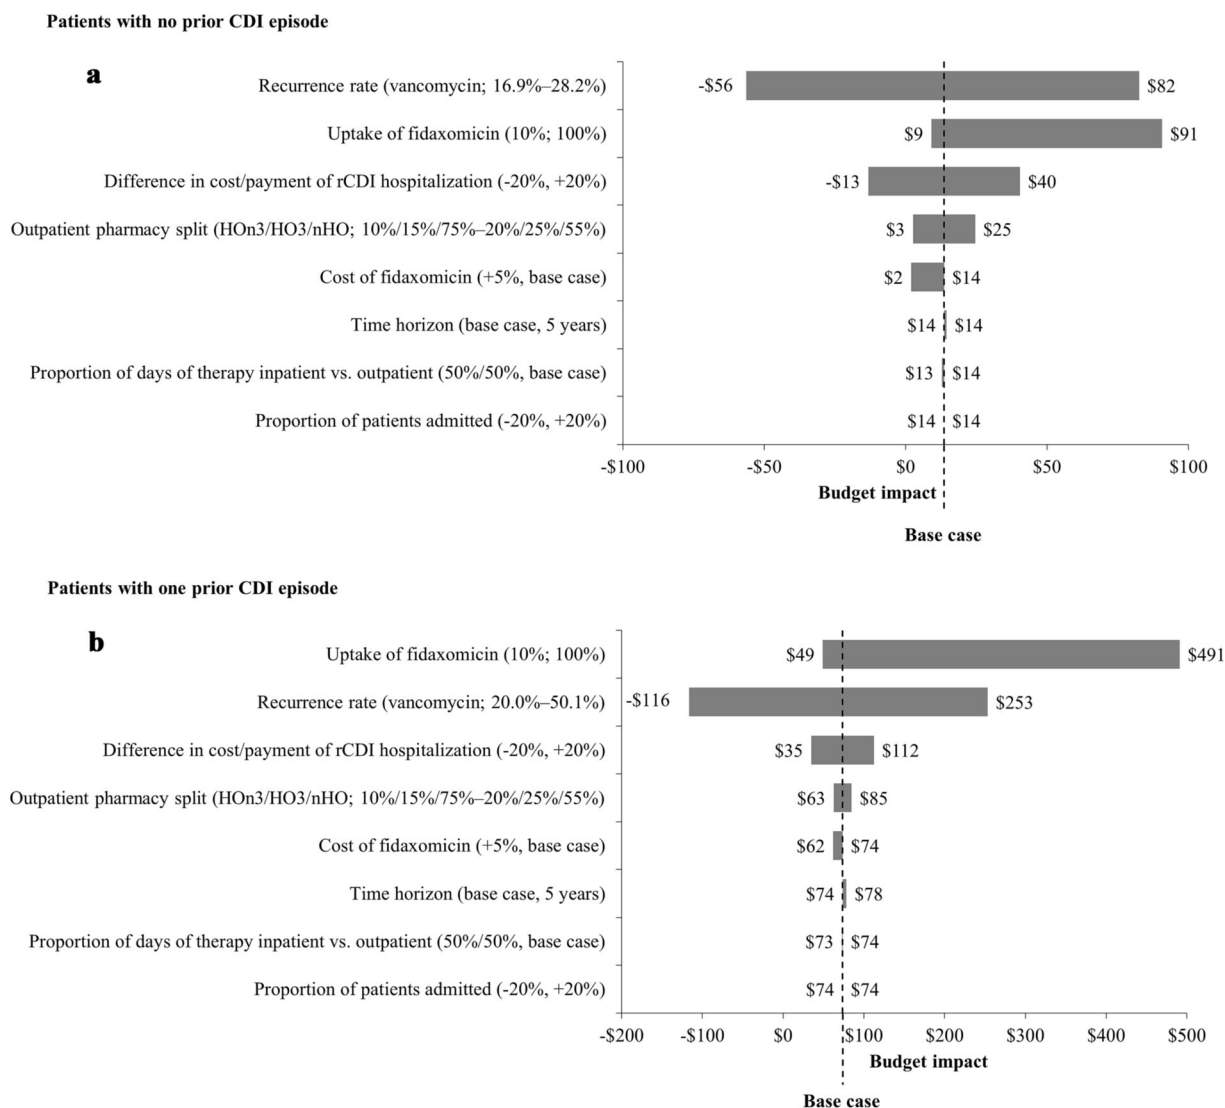 Patients with no prior CDI episode
a
Recurrence rate (vancomycin; 16.9%–28.2%) -$56 $82
Uptake of fidaxomicin (10%; 100%) $9 $91
Difference in cost/payment of rCDI hospitalization (-20%, +20%) -$13 $40
Outpatient pharmacy split (HOn3/HO3/nHO; 10%/15%/75%–20%/25%/55%) $3 $25
Cost of fidaxomicin (+5%, base case) $2 $14
Time horizon (base case, 5 years) $14 $14
Proportion of days of therapy inpatient vs. outpatient (50%/50%, base case) $13 $14
Proportion of patients admitted (-20%, +20%) $14 $14
-$100 -$50 $0 $50 $100
Budget impact
Base case
Patients with one prior CDI episode
b
Uptake of fidaxomicin (10%; 100%) $49 $491
Recurrence rate (vancomycin; 20.0%–50.1%) -$116 $253
Difference in cost/payment of rCDI hospitalization (-20%, +20%) $35 $112
Outpatient pharmacy split (HOn3/HO3/nHO; 10%/15%/75%–20%/25%/55%) $63 $85
Cost of fidaxomicin (+5%, base case) $62 $74
Time horizon (base case, 5 years) $74 $78
Proportion of days of therapy inpatient vs. outpatient (50%/50%, base case) $73 $74
Proportion of patients admitted (-20%, +20%) $74 $74
-$200 -$100 $0 $100 $200 $300 $400 $500
Budget impact
Base case